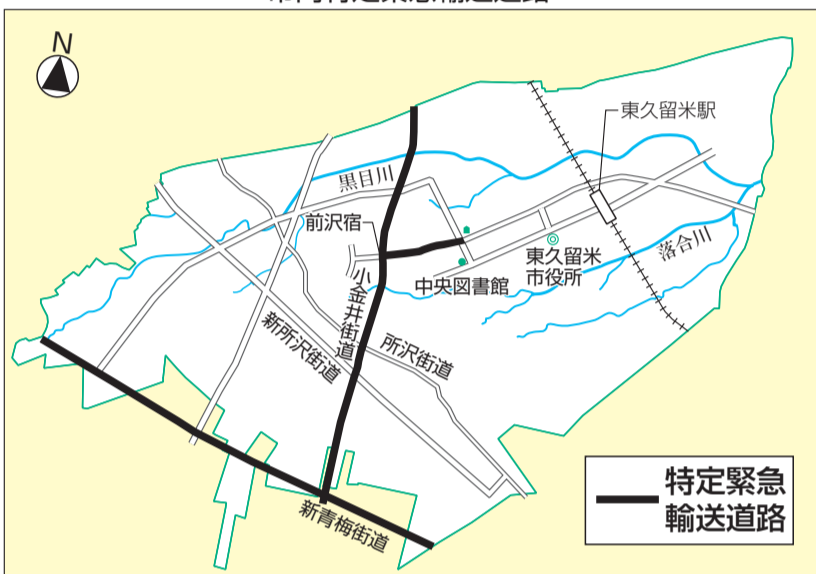 N
東久留米駅
黒目川
前沢宿
東久留米
市役所
落合川
中央図書館
小金井街道
新所沢街道
所沢街道
新青梅街道
特定緊急
輸送道路